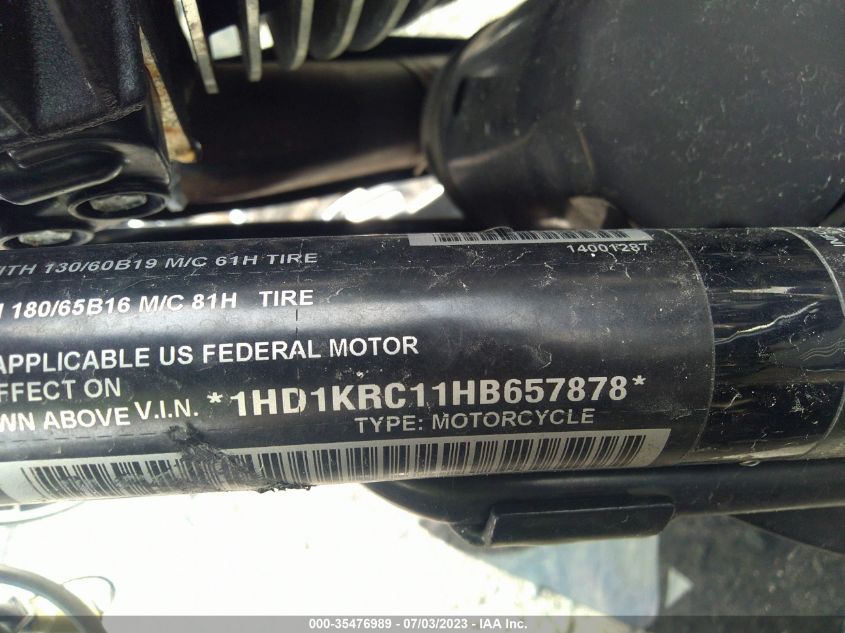 14001287
ITH 130/60B19 M/C 61H TIRE
180/65B16 M/C 81H TIRE
APPLICABLE US FEDERAL MOTOR
FFECT ON
WN ABOVE V.I.N. *1HD1KRC11HB657878*
TYPE: MOTORCYCLE
000-35476989 - 07/03/2023 - IAA Inc.